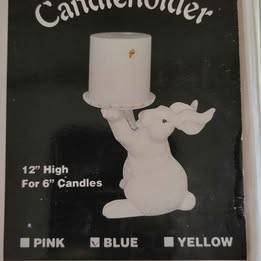 Candleholder
12" High
For 6" Candles
PINK BLUE YELLOW